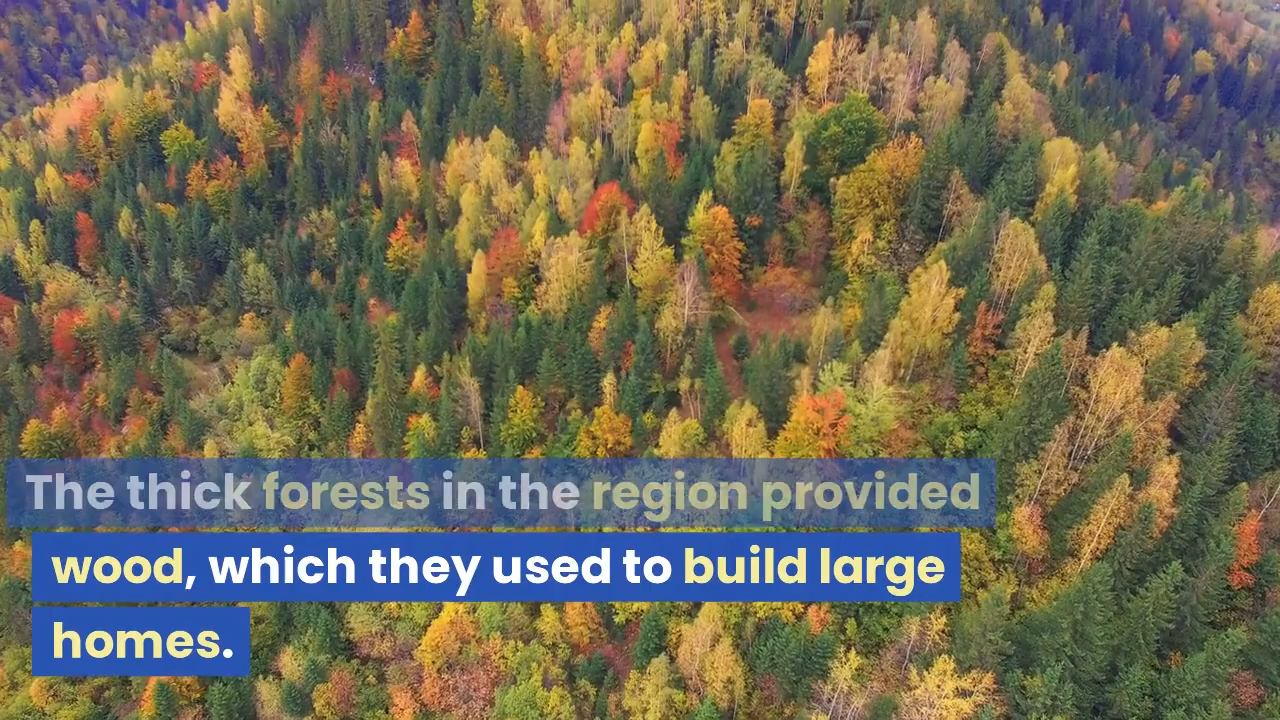 The thick forests in the region provided
wood, which they used to build large
homes.